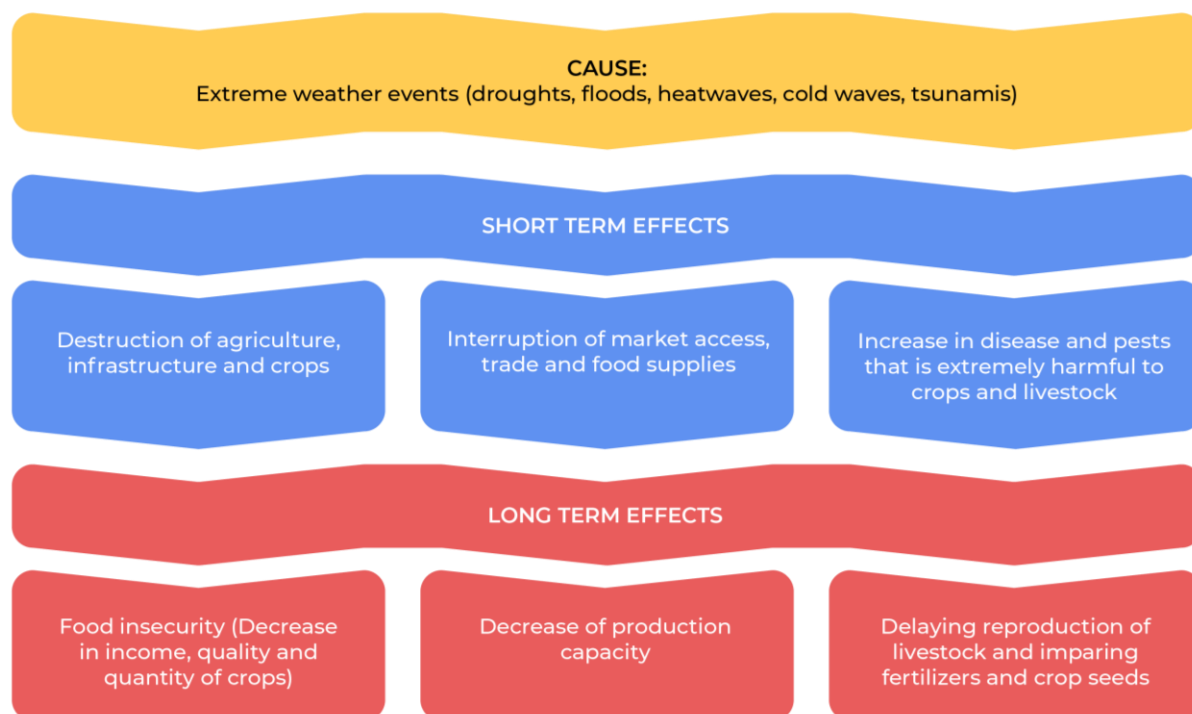 CAUSE:
Extreme weather events (droughts, floods, heatwaves, cold waves, tsunamis)
SHORT TERM EFFECTS
Destruction of agriculture,
infrastructure and crops
Interruption of market access,
trade and food supplies
Increase in disease and pests
that is extremely harmful to
crops and livestock
LONG TERM EFFECTS
Food insecurity (Decrease
in income, quality and
quantity of crops)
Decrease of production
capacity
Delaying reproduction of
livestock and imparing
fertilizers and crop seeds